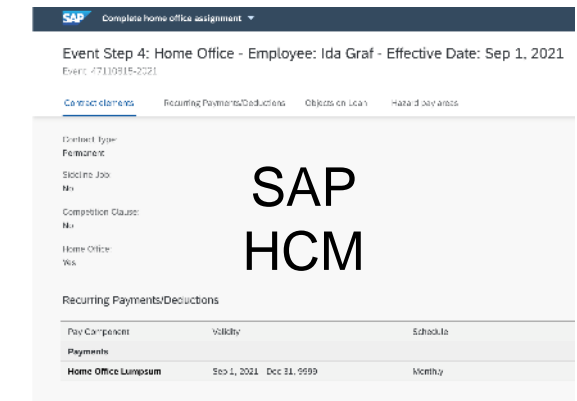 SAP Complete home office assignment
Event Step 4: Home Office - Employee: Ida Graf - Effective Date: Sep 1, 2021
Event: 47110815-2021
Contract elements Recurring Payments/Deductions Objects on Loan Hazard pay areas
Contract Type:
Permanent
Sideline Job:
No
Competition Clause:
No
Home Office:
Yes
SAP
HCM
Recurring Payments/Deductions
Pay Component Validity Schedule
Payments
Home Office Lumpsum Sep 1, 2021 - Dec 31, 9999 Monthly